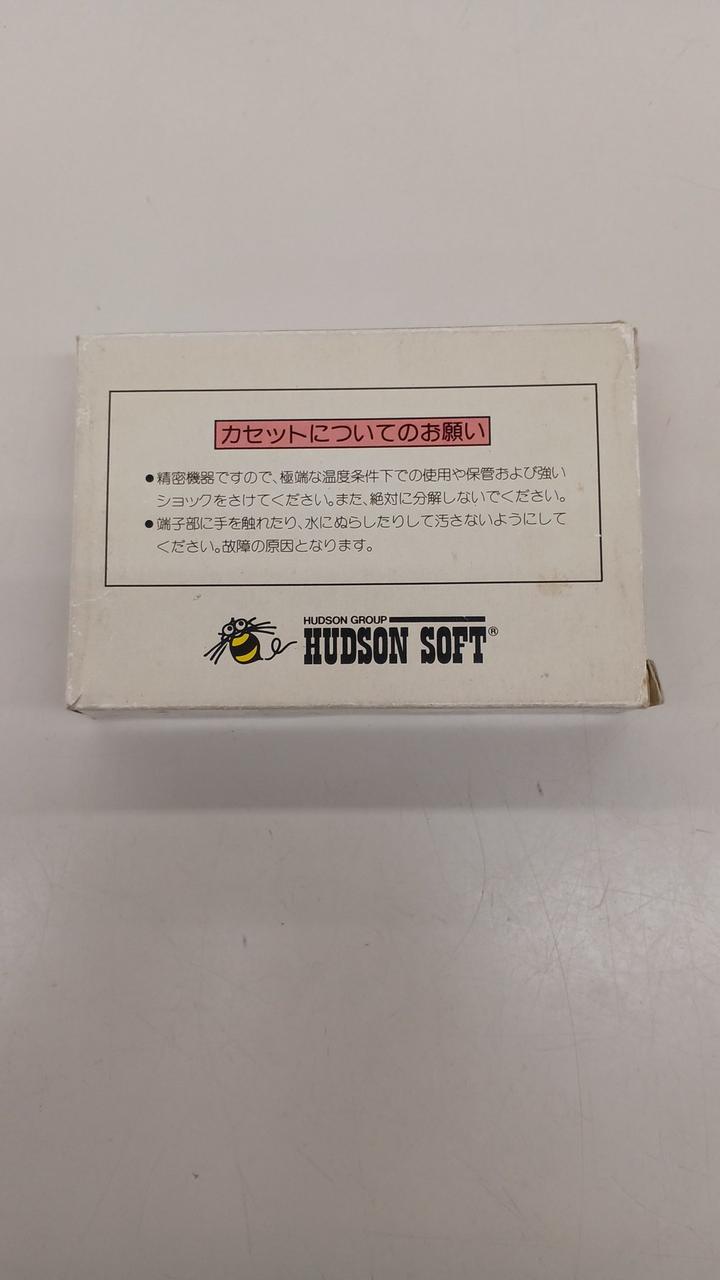 カセットについてのお願い
●精密機器ですので、極端な温度条件下での使用や保管および強い
ショックをさけてください。また、絶対に分解しないでください。
●端子部に手を触れたり、水にぬらしたりして汚さないようにして
ください。故障の原因となります。
HUDSON GROUP
HUDSON SOFT®